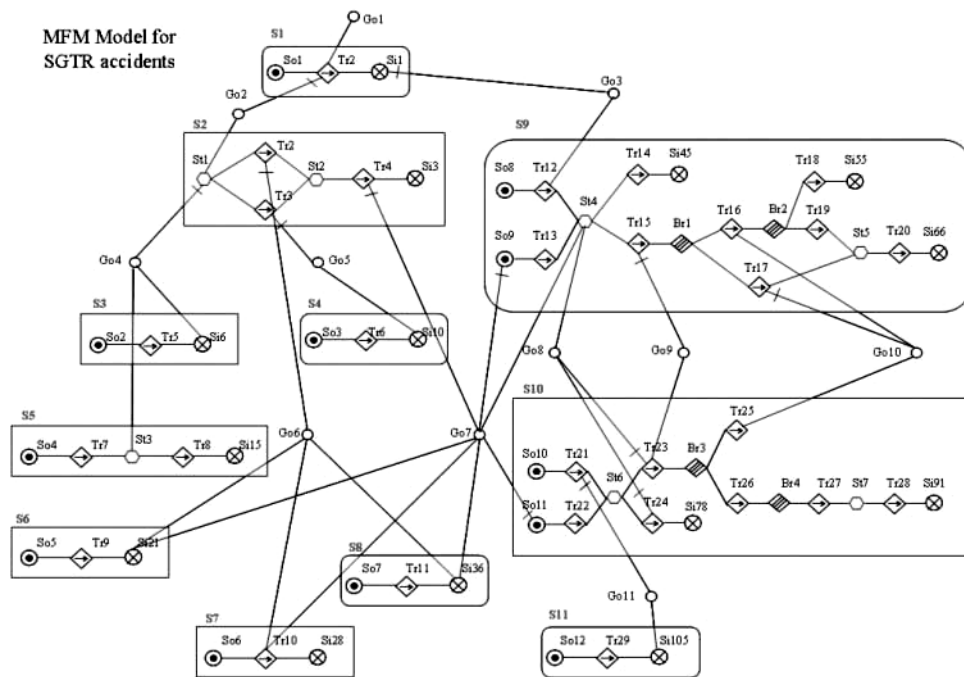 MFM Model for
SGTR accidents
Go1
S1
So1 Tr2 Si1
Go2
Go3
S2
St1 Tr2 St2 Tr4 Si3
Tr3
S9
So8 Tr12 Tr14 Si45
St4
So9 Tr13 Tr15 Br1 Tr16 Br2 Tr18 Si55
Tr19
St5 Tr20 Si66
Tr17
Go4
Go5
S3
So2 Tr5 Si6
S4
So3 Tr6 Si10
Go8 Go9 Go10
S5
So4 Tr7 St3 Tr8 Si15
Go6
Go7
S10
Tr25
So10 Tr21 Tr23 Br3
St6
Tr26 Br4 Tr27 St7 Tr28 Si91
So11 Tr22 Tr24 Si78
S6
So5 Tr9 Si21
S8
So7 Tr11 Si36
Go11
S7
So6 Tr10 Si28
S11
So12 Tr29 Si105